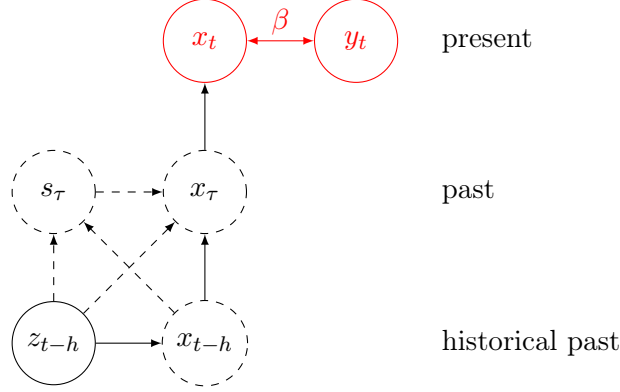 x_t β y_t present
s_τ x_τ past
z_{t−h} x_{t−h} historical past